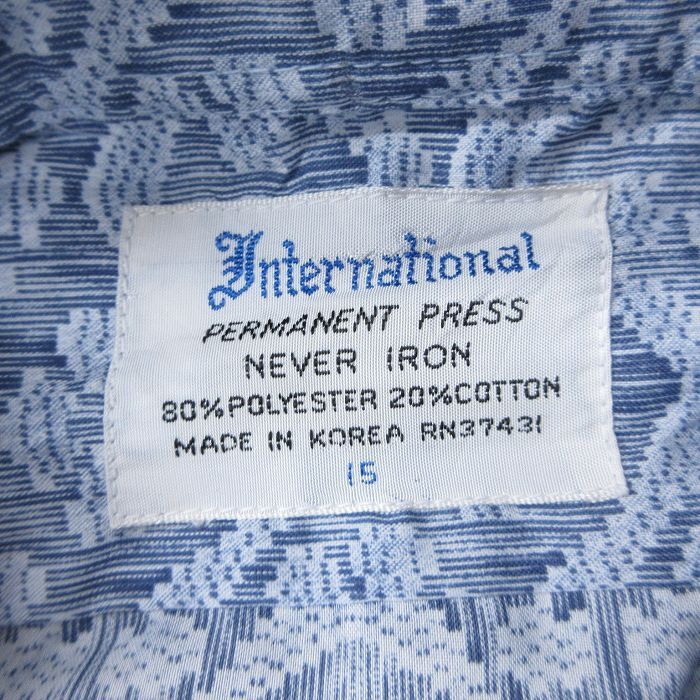 International
PERMANENT PRESS
NEVER IRON
80%POLYESTER 20%COTTON
MADE IN KOREA RN37431
15